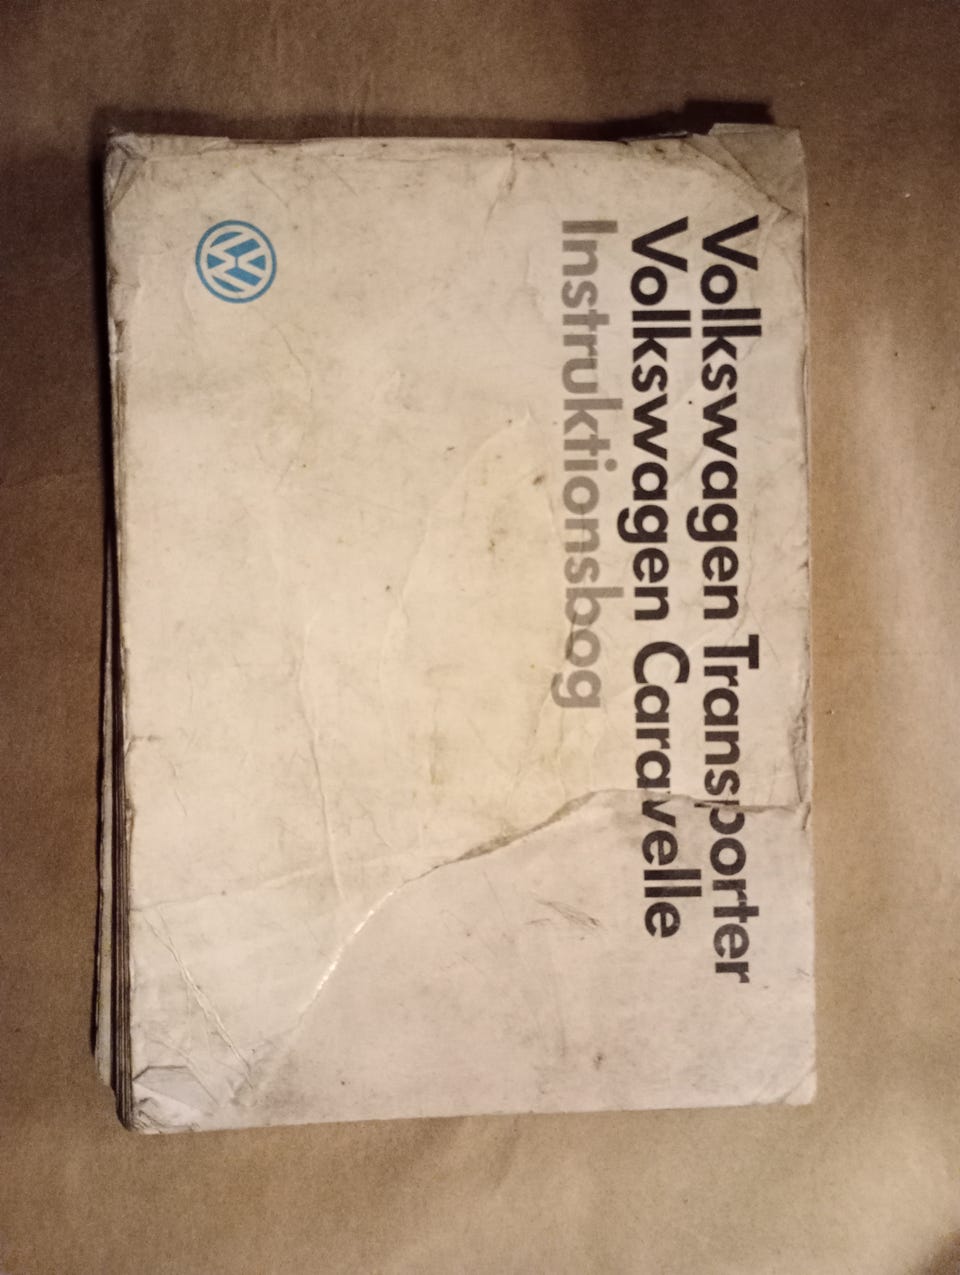 Volkswagen Transporter
Volkswagen Caravelle
Instruktionsbog